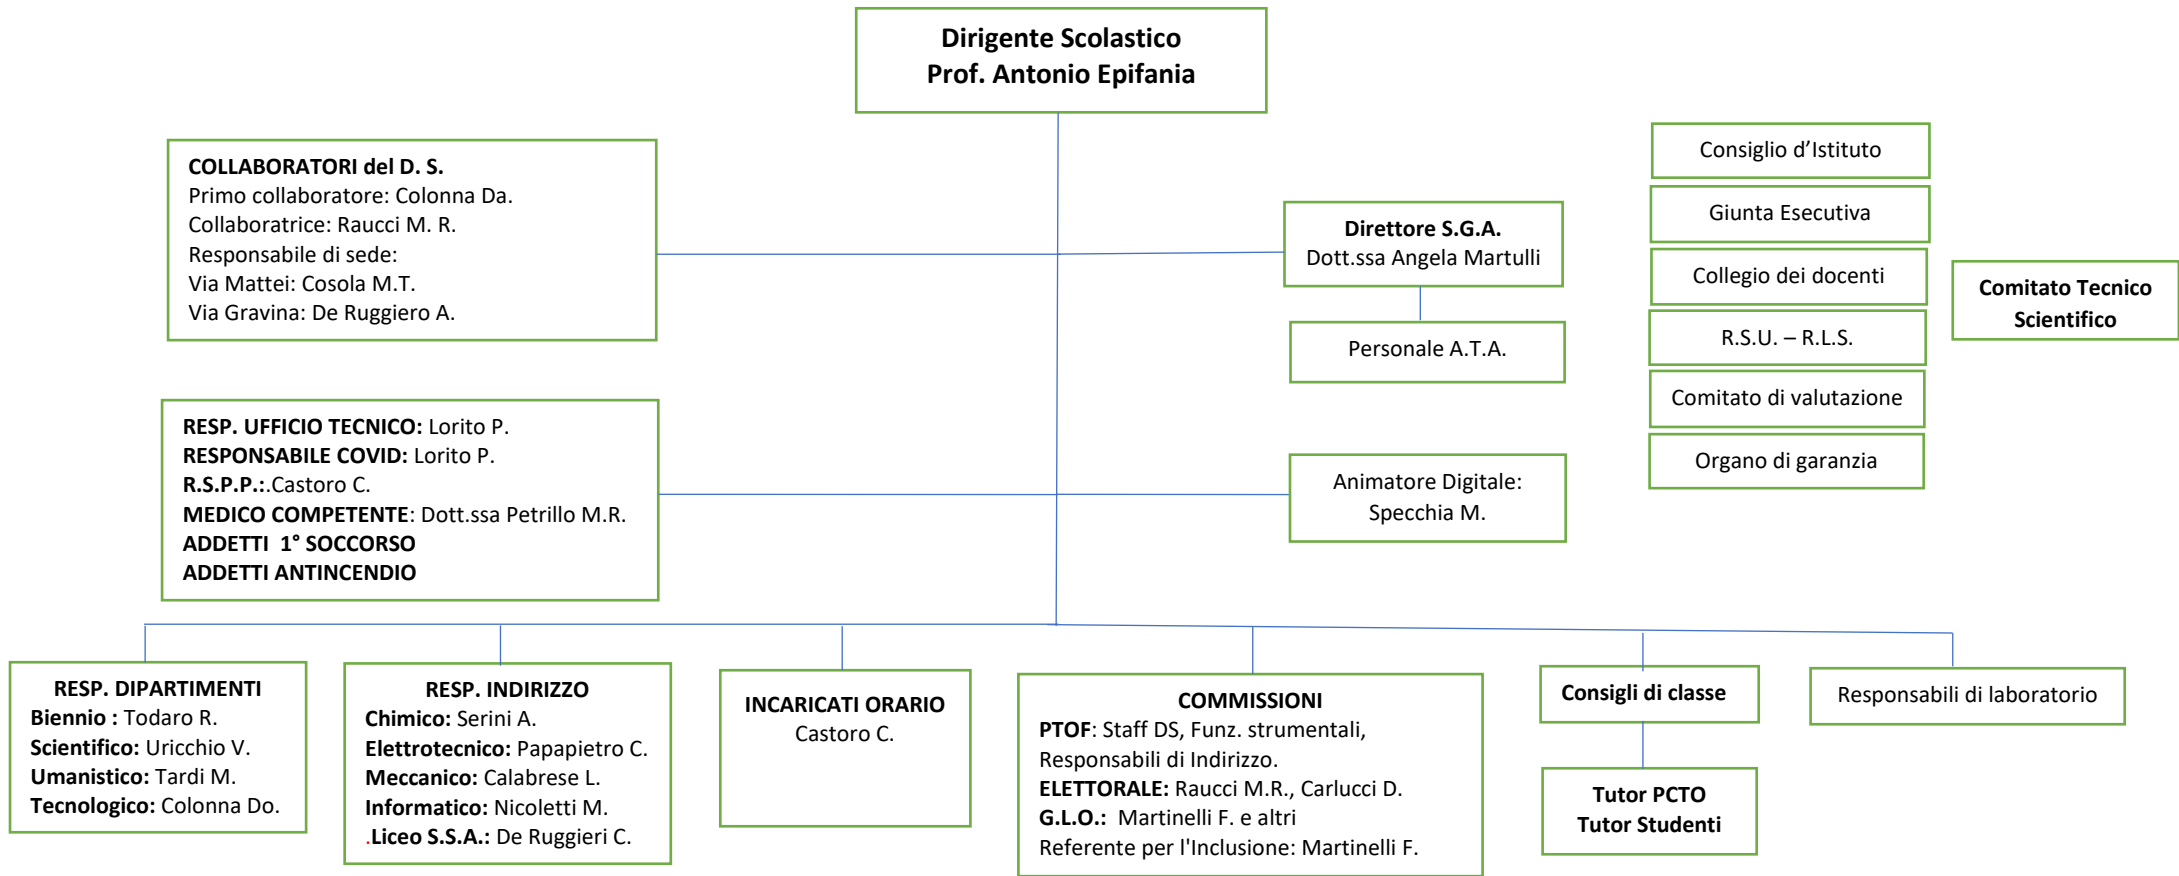 Dirigente Scolastico
Prof. Antonio Epifania
COLLABORATORI del D. S.
Primo collaboratore: Colonna Da.
Collaboratrice: Raucci M. R.
Responsabile di sede:
Via Mattei: Cosola M.T.
Via Gravina: De Ruggiero A.
Direttore S.G.A.
Dott.ssa Angela Martulli
Personale A.T.A.
Consiglio d’Istituto
Giunta Esecutiva
Collegio dei docenti
R.S.U. – R.L.S.
Comitato di valutazione
Organo di garanzia
Comitato Tecnico
Scientifico
RESP. UFFICIO TECNICO: Lorito P.
RESPONSABILE COVID: Lorito P.
R.S.P.P.:.Castoro C.
MEDICO COMPETENTE: Dott.ssa Petrillo M.R.
ADDETTI  1° SOCCORSO
ADDETTI ANTINCENDIO
Animatore Digitale:
Specchia M.
RESP. DIPARTIMENTI
Biennio : Todaro R.
Scientifico: Uricchio V.
Umanistico: Tardi M.
Tecnologico: Colonna Do.
RESP. INDIRIZZO
Chimico: Serini A.
Elettrotecnico: Papapietro C.
Meccanico: Calabrese L.
Informatico: Nicoletti M.
.Liceo S.S.A.: De Ruggieri C.
INCARICATI ORARIO
Castoro C.
COMMISSIONI
PTOF: Staff DS, Funz. strumentali,
Responsabili di Indirizzo.
ELETTORALE: Raucci M.R., Carlucci D.
G.L.O.:  Martinelli F. e altri
Referente per l'Inclusione: Martinelli F.
Consigli di classe
Tutor PCTO
Tutor Studenti
Responsabili di laboratorio